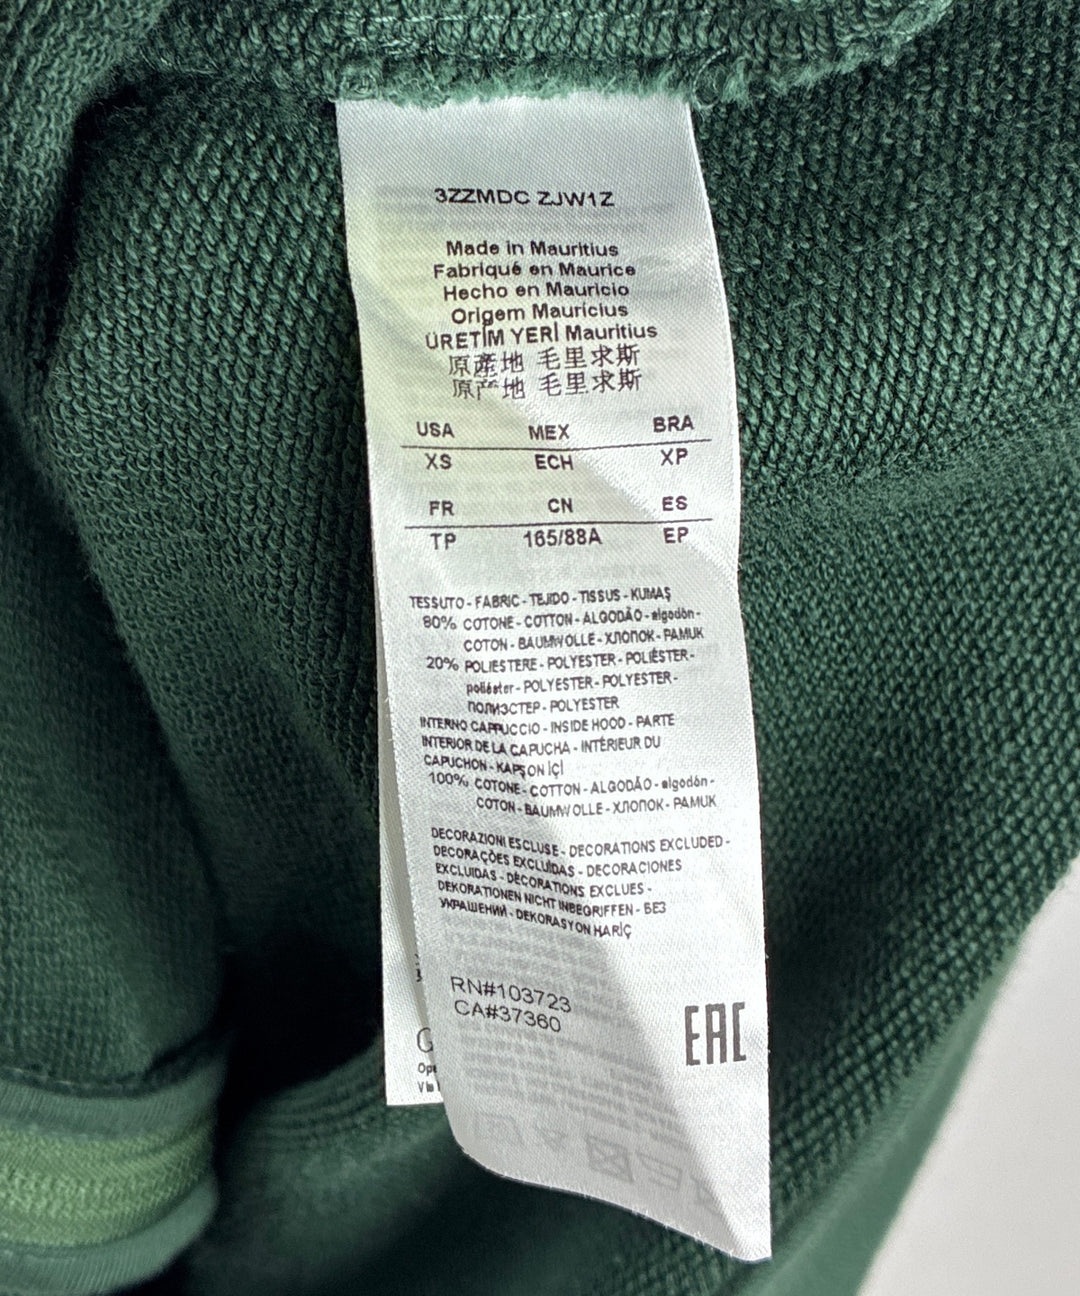 3ZZMDC ZJW1Z
Made in Mauritius
Fabriqué en Maurice
Hecho en Mauricio
Origem Maurícius
ÜRETİM YERİ Mauritius
原產地 毛里求斯
原产地 毛里求斯
USA MEX BRA
XS ECH XP
FR CN ES
TP 165/88A EP
TESSUTO - FABRIC - TEJIDO - TISSUS - KUMAŞ
80% COTONE - COTTON - ALGODÃO - algodón -
COTON - BAUMWOLLE - ХЛОПОК - PAMUK
20% POLIESTERE - POLYESTER - POLIÉSTER -
poliéster - POLYESTER - POLYESTER -
ПОЛИЭСТЕР - POLYESTER
INTERNO CAPPUCCIO - INSIDE HOOD - PARTE
INTERIOR DE LA CAPUCHA - INTÉRIEUR DU
CAPUCHON - KAPŞON İÇİ
100% COTONE - COTTON - ALGODÃO - algodón -
COTON - BAUMWOLLE - ХЛОПОК - PAMUK
DECORAZIONI ESCLUSE - DECORATIONS EXCLUDED -
DECORAÇÕES EXCLUÍDAS - DECORACIONES
EXCLUIDAS - DÉCORATIONS EXCLUES -
DEKORATIONEN NICHT INBEGRIFFEN - БЕЗ
УКРАШЕНИЙ - DEKORASYON HARİÇ
RN#103723
CA#37360
EAC